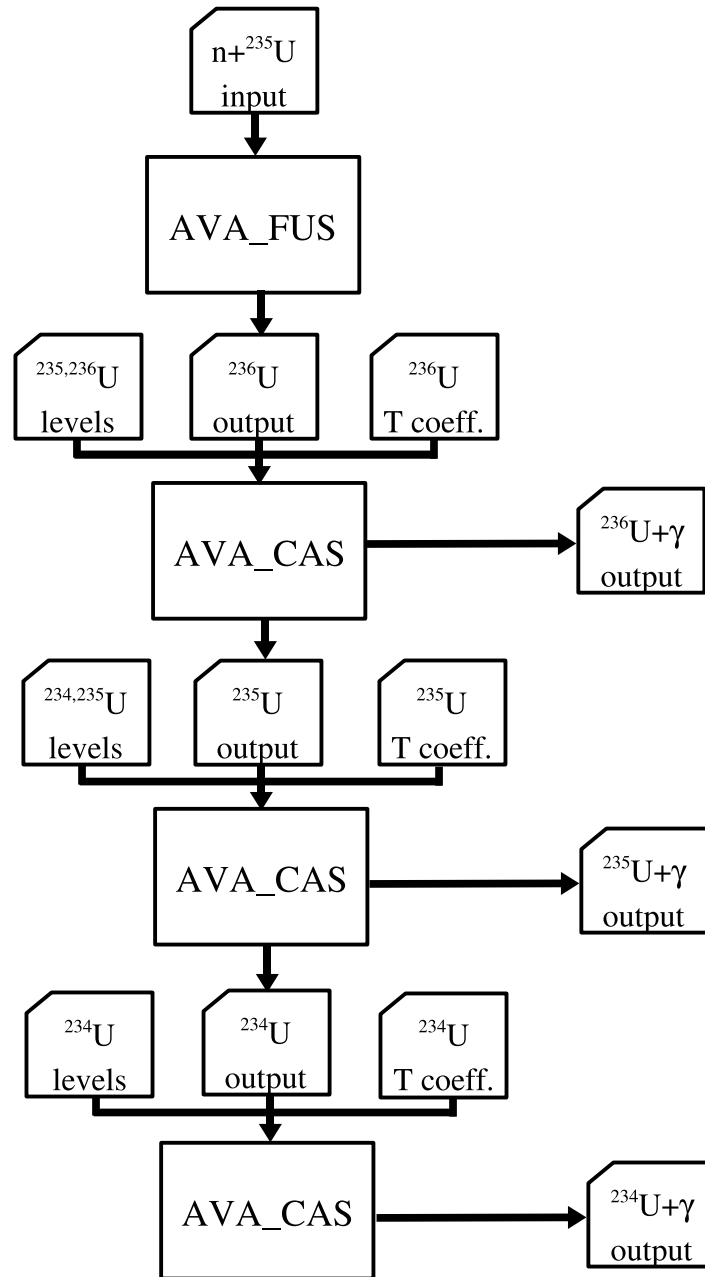 n+²³⁵U
input
AVA_FUS
²³⁵,²³⁶U
levels
²³⁶U
output
²³⁶U
T coeff.
AVA_CAS
²³⁶U+γ
output
²³⁴,²³⁵U
levels
²³⁵U
output
²³⁵U
T coeff.
AVA_CAS
²³⁵U+γ
output
²³⁴U
levels
²³⁴U
output
²³⁴U
T coeff.
AVA_CAS
²³⁴U+γ
output